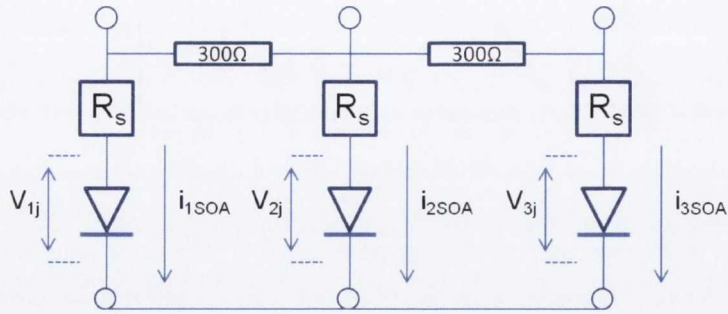 300Ω 300Ω
Rs Rs Rs
V1j i1SOA V2j i2SOA V3j i3SOA